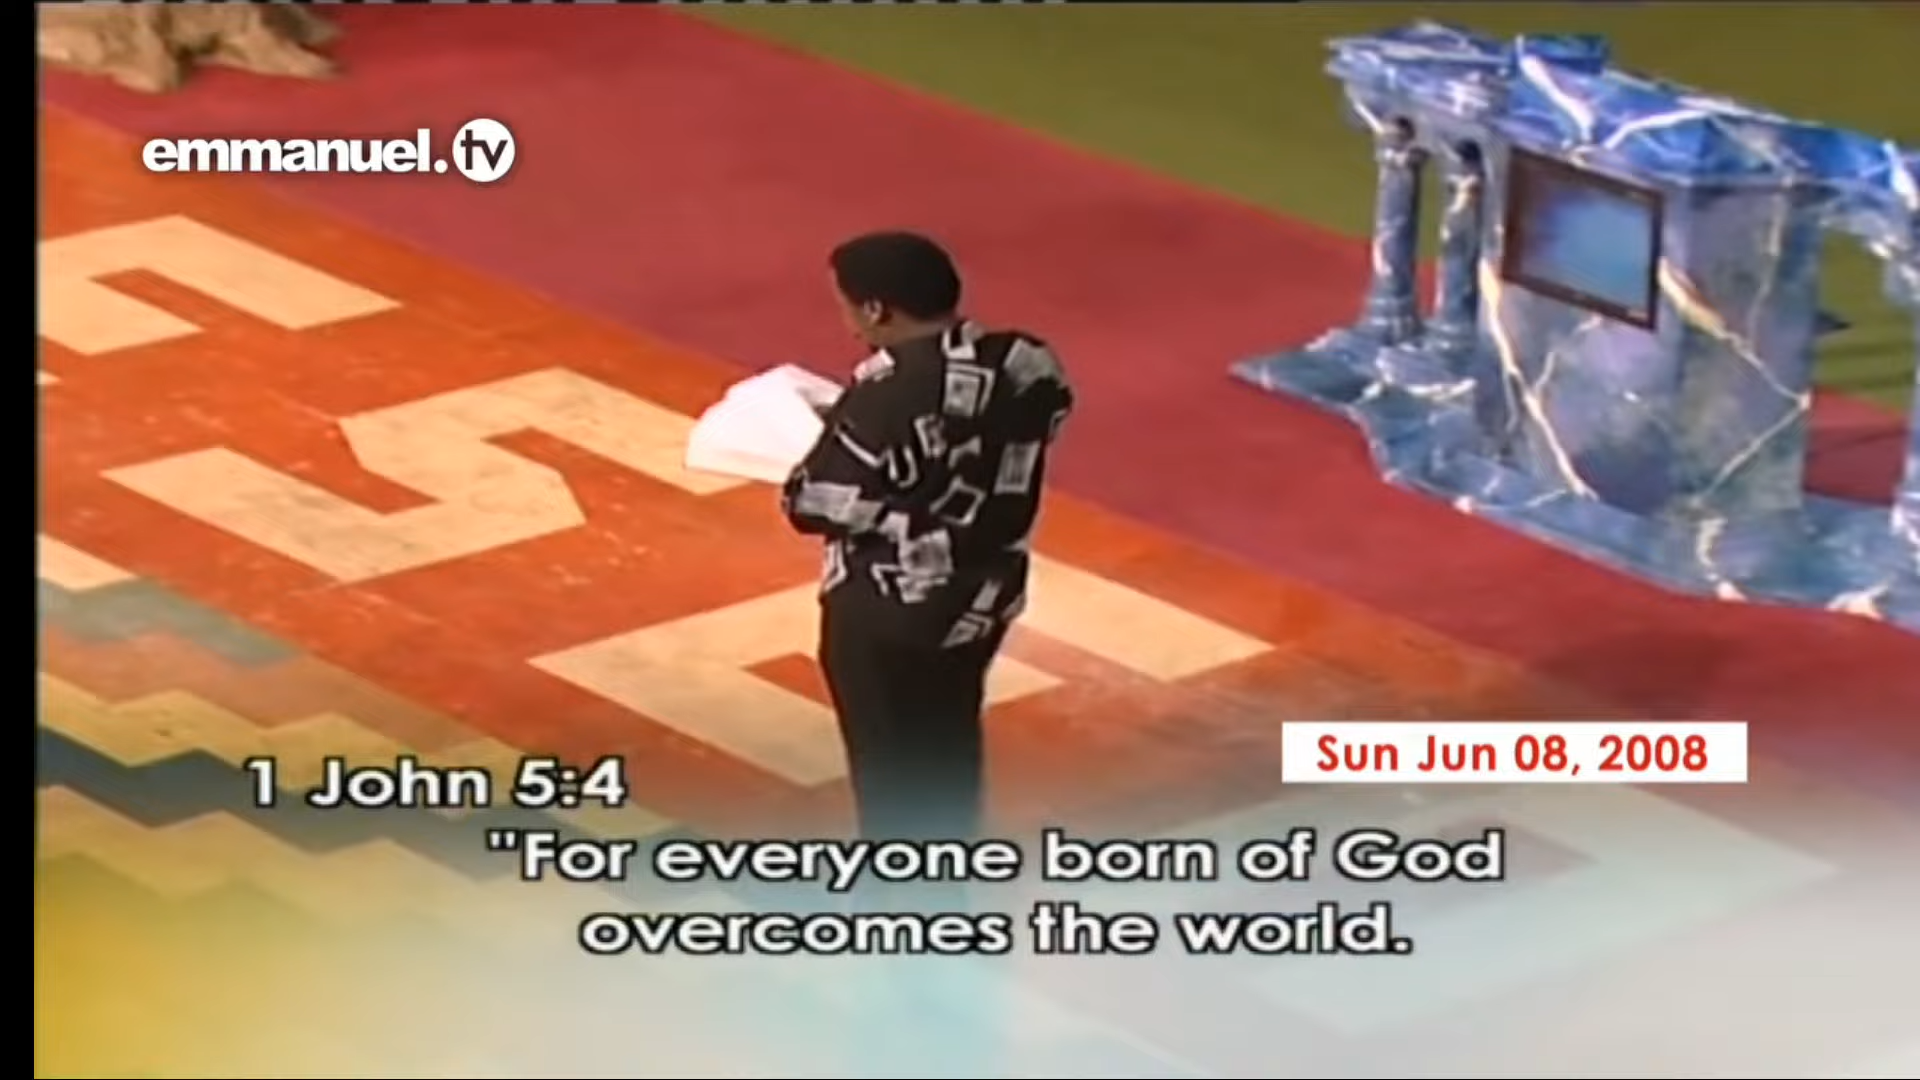 emmanuel.tv
Sun Jun 08, 2008
1 John 5:4
"For everyone born of God
overcomes the world.